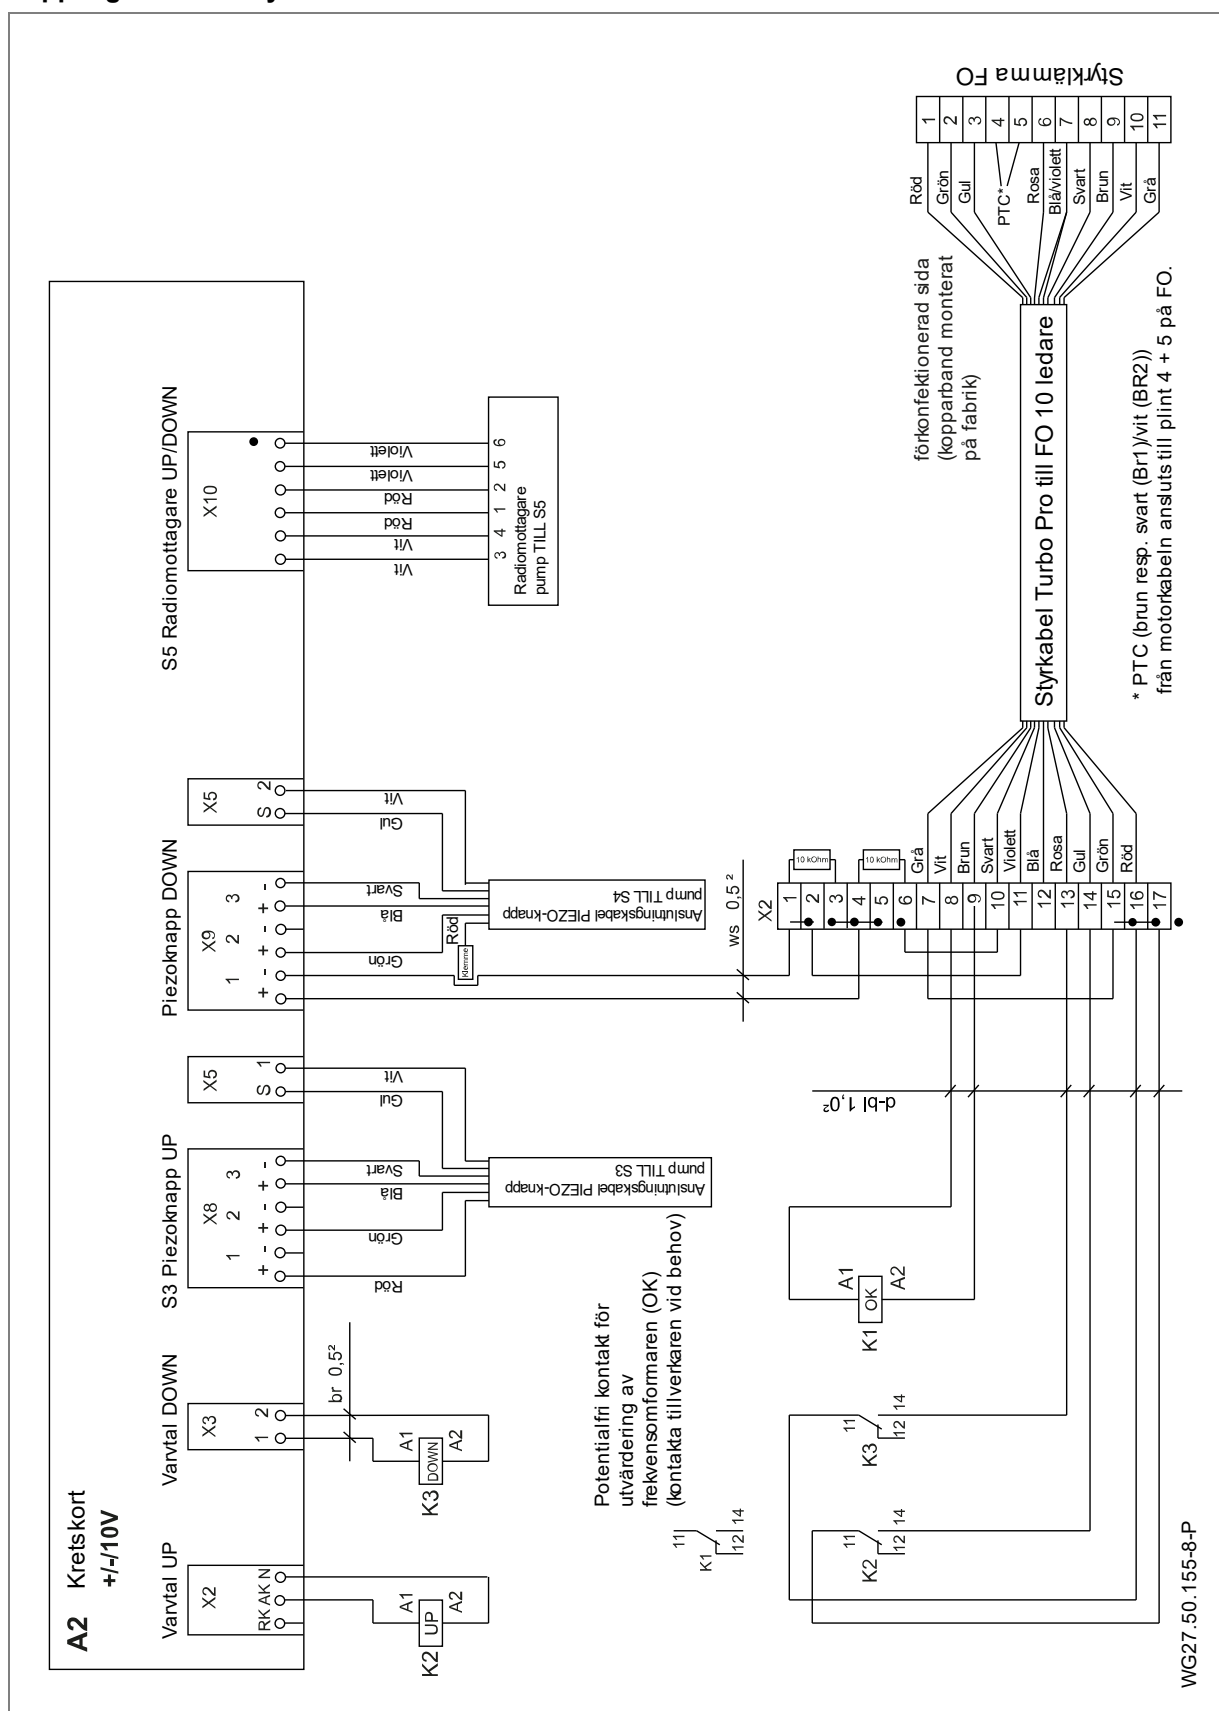 A2 Kretskort
+/-/10V
Varvtal UP
X2
RK AK N
A1
K2 UP
A2
Varvtal DOWN
X3
1 2
br 0,5²
A1
K3 DOWN
A2
S3 Piezoknapp UP
X8
1 2 3
+ - + - + -
Röd
Grön
Blå
Svart
X5
S 1
Gul
Vit
Anslutningskabel PIEZO-knapp
pump TILL S3
Piezoknapp DOWN
X9
1 2 3
+ - + - + -
Grön
Blå
Svart
Röd
Klemme
X5
S 2
Gul
Vit
Anslutningskabel PIEZO-knapp
pump TILL S4
S5 Radiomottagare UP/DOWN
X10
Vit
Vit
Röd
Röd
Violett
Violett
3 4 1 2 5 6
Radiomottagare
pump TILL S5
Potentialfri kontakt för
utvärdering av
frekvensomformaren (OK)
(kontakta tillverkaren vid behov)
11
K1
12 14
11
K2
12 14
11
K3
12 14
A1
K1 OK
A2
d-bl 1,0²
ws 0,5²
X2
1
2
3
4
5
6
7
8
9
10
11
12
13
14
15
16
17
10 kOhm
10 kOhm
Grå
Vit
Brun
Svart
Violett
Blå
Rosa
Gul
Grön
Röd
Styrkabel Turbo Pro till FO 10 ledare
förkonfektionerad sida
(kopparband monterat
på fabrik)
Röd
Grön
Gul
PTC*
Rosa
Blå/violett
Svart
Brun
Vit
Grå
1
2
3
4
5
6
7
8
9
10
11
Styrklämma FO
* PTC (brun resp. svart (Br1)/vit (BR2))
från motorkabeln ansluts till plint 4 + 5 på FO.
WG27.50.155-8-P